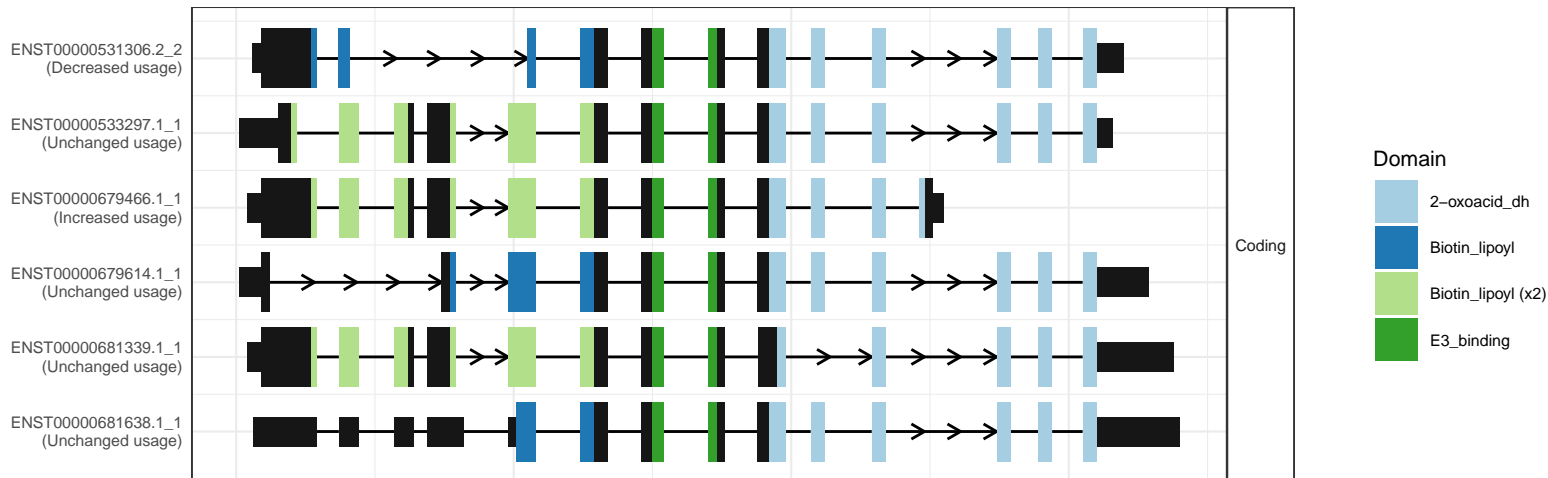 ENST00000531306.2_2
(Decreased usage)
ENST00000533297.1_1
(Unchanged usage)
ENST00000679466.1_1
(Increased usage)
ENST00000679614.1_1
(Unchanged usage)
ENST00000681339.1_1
(Unchanged usage)
ENST00000681638.1_1
(Unchanged usage)
Coding
Domain
2−oxoacid_dh
Biotin_lipoyl
Biotin_lipoyl (x2)
E3_binding